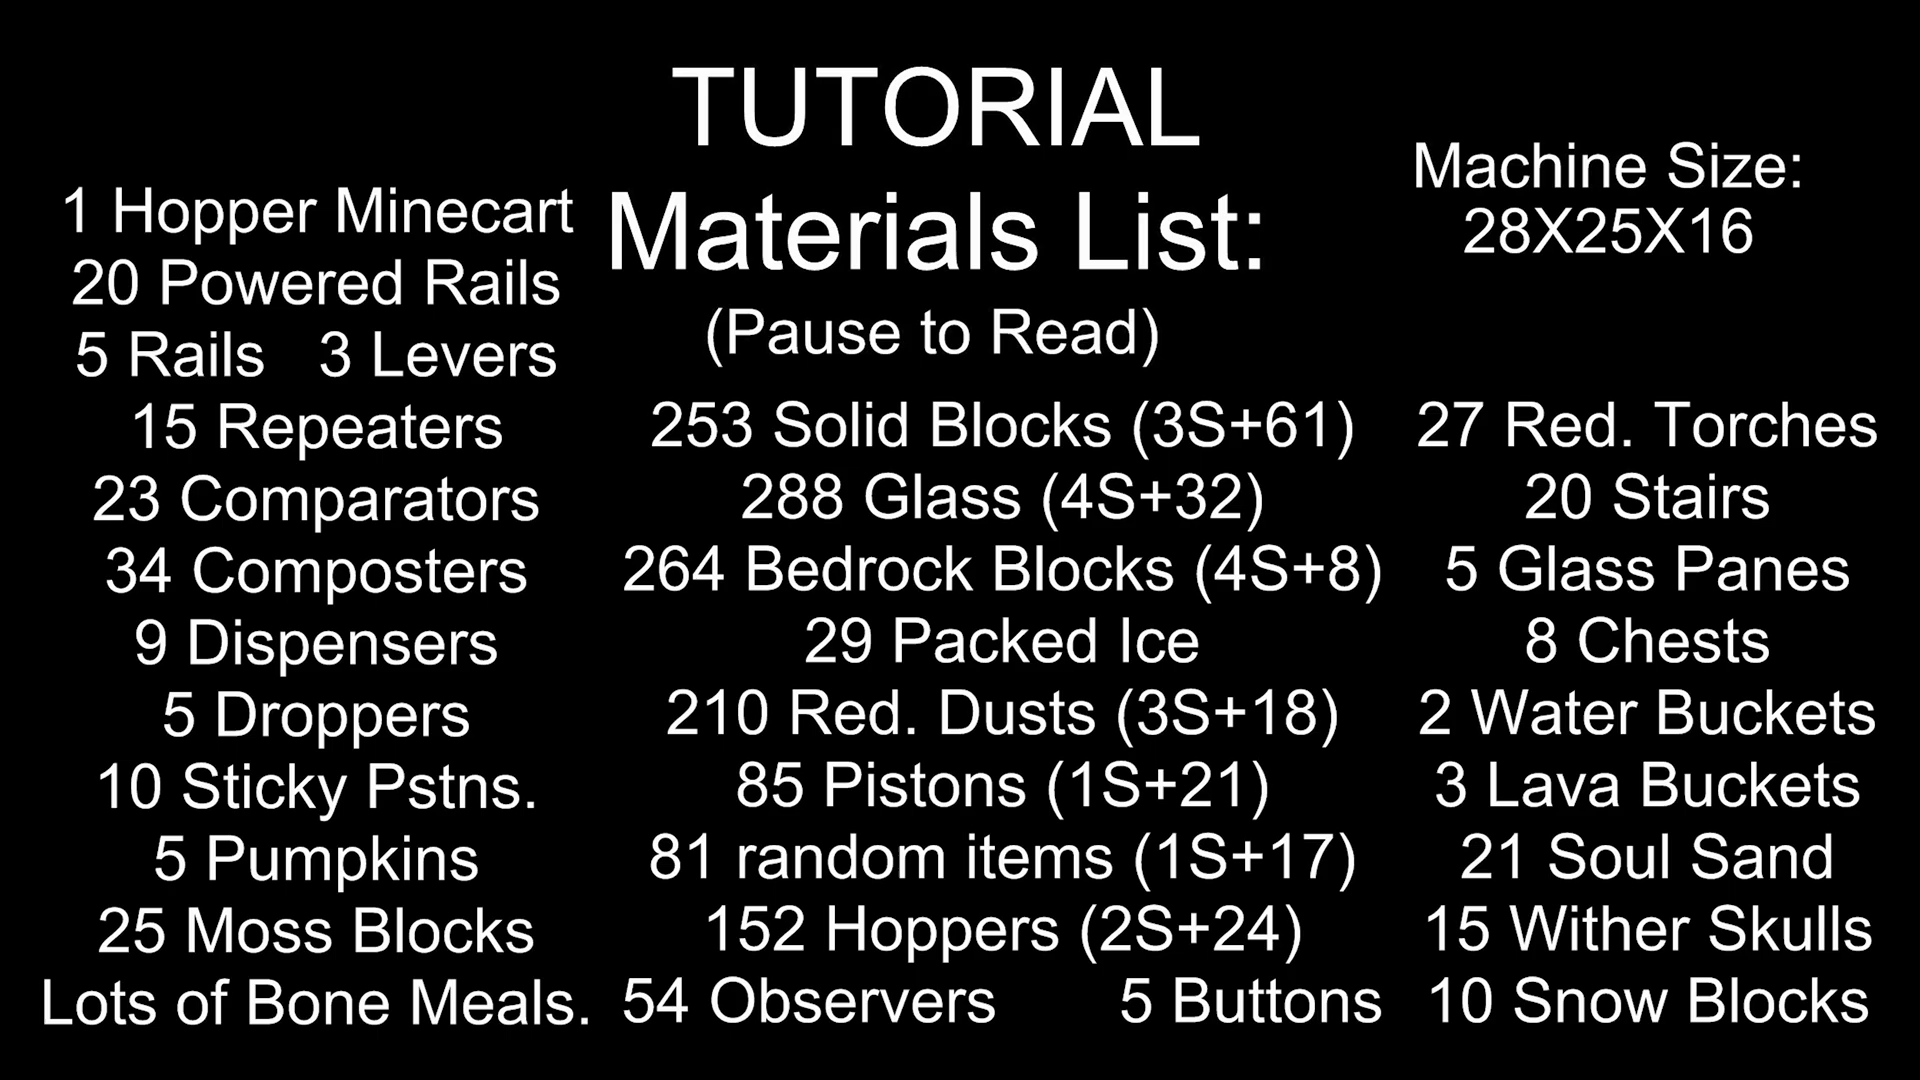 TUTORIAL
Materials List:
(Pause to Read)
Machine Size:
28X25X16
1 Hopper Minecart
20 Powered Rails
5 Rails 3 Levers
15 Repeaters
23 Comparators
34 Composters
9 Dispensers
5 Droppers
10 Sticky Pstns.
5 Pumpkins
25 Moss Blocks
Lots of Bone Meals.
253 Solid Blocks (3S+61)
288 Glass (4S+32)
264 Bedrock Blocks (4S+8)
29 Packed Ice
210 Red. Dusts (3S+18)
85 Pistons (1S+21)
81 random items (1S+17)
152 Hoppers (2S+24)
54 Observers 5 Buttons
27 Red. Torches
20 Stairs
5 Glass Panes
8 Chests
2 Water Buckets
3 Lava Buckets
21 Soul Sand
15 Wither Skulls
10 Snow Blocks